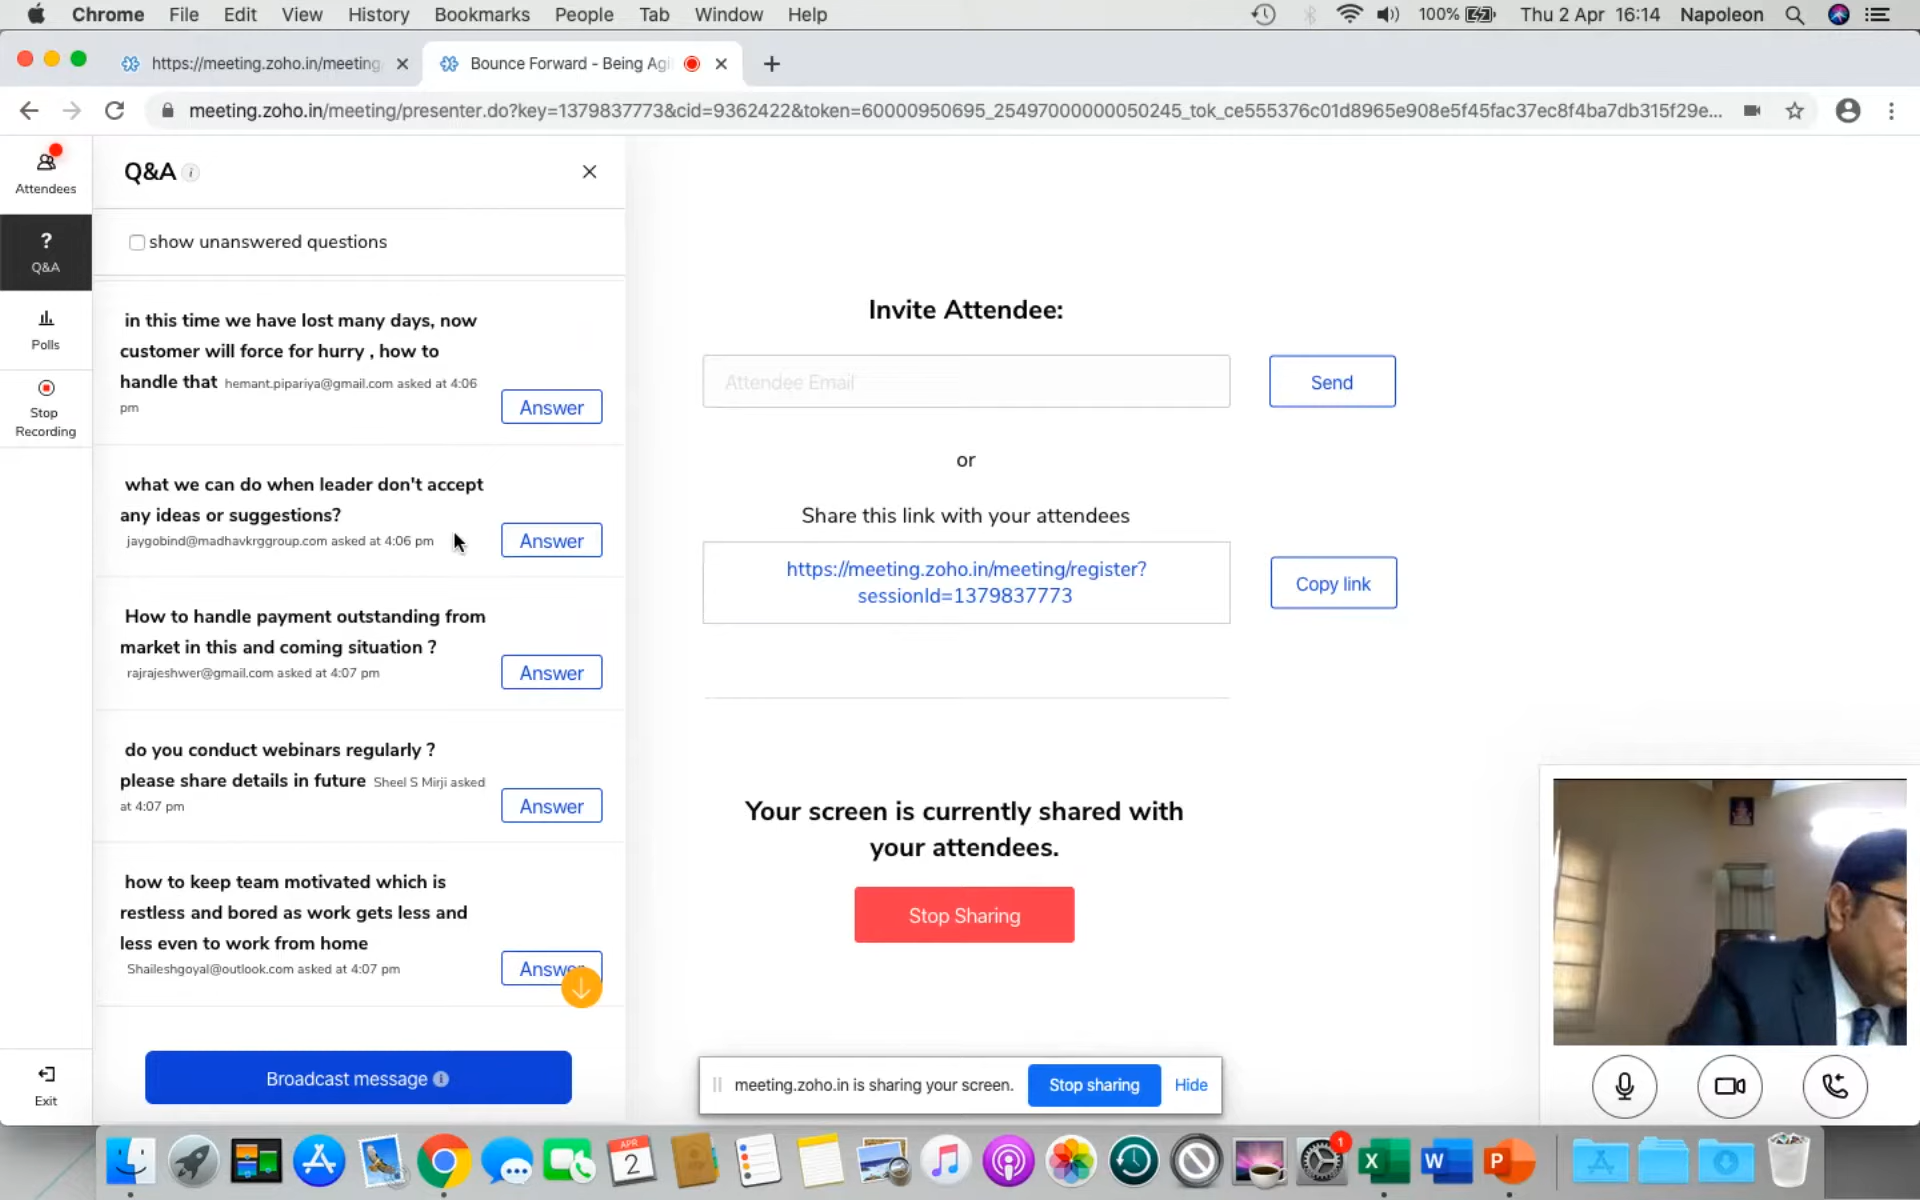 Chrome File Edit View History Bookmarks People Tab Window Help
100% Thu 2 Apr 16:14 Napoleon
https://meeting.zoho.in/meeting
Bounce Forward - Being Agi
meeting.zoho.in/meeting/presenter.do?key=1379837773&cid=9362422&token=60000950695_25497000000050245_tok_ce555376c01d8965e908e5f45fac37ec8f4ba7db315f29e...
Attendees
?
Q&A
Polls
Stop
Recording
Exit
Q&A
show unanswered questions
in this time we have lost many days, now
customer will force for hurry , how to
handle that hemant.pipariya@gmail.com asked at 4:06
pm
Answer
what we can do when leader don't accept
any ideas or suggestions?
jaygobind@madhavkrggroup.com asked at 4:06 pm
Answer
How to handle payment outstanding from
market in this and coming situation ?
rajrajeshwer@gmail.com asked at 4:07 pm
Answer
do you conduct webinars regularly ?
please share details in future Sheel S Mirji asked
at 4:07 pm
Answer
how to keep team motivated which is
restless and bored as work gets less and
less even to work from home
Shaileshgoyal@outlook.com asked at 4:07 pm
Answer
Broadcast message
Invite Attendee:
Attendee Email
Send
or
Share this link with your attendees
https://meeting.zoho.in/meeting/register?
sessionId=1379837773
Copy link
Your screen is currently shared with
your attendees.
Stop Sharing
meeting.zoho.in is sharing your screen. Stop sharing Hide
APR
2
1
X
W
P